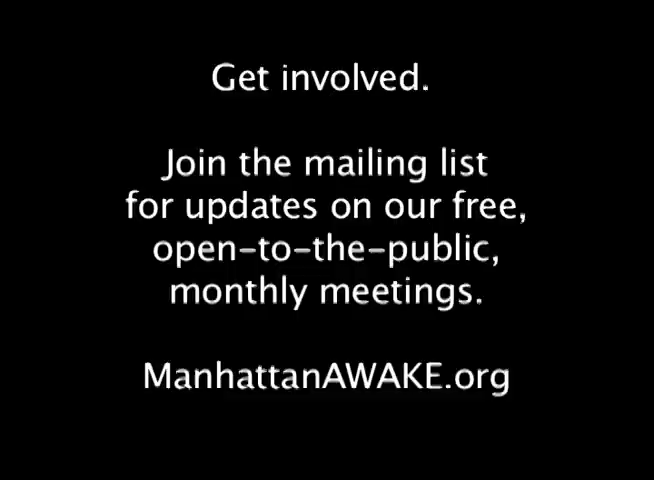 Get involved.
Join the mailing list
for updates on our free,
open-to-the-public,
monthly meetings.
ManhattanAWAKE.org